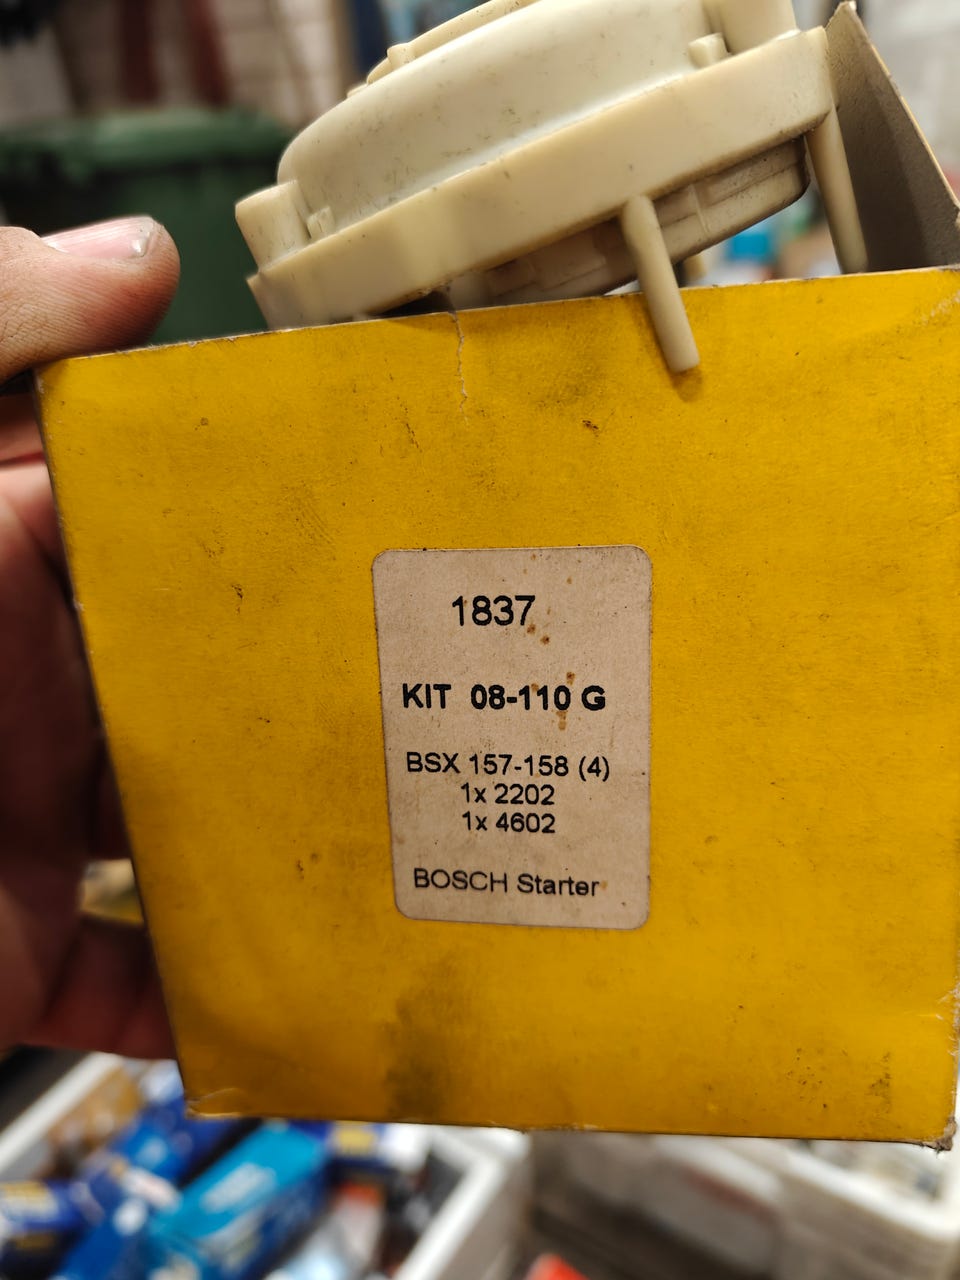 1837
KIT 08-110 G
BSX 157-158 (4)
1x 2202
1x 4602
BOSCH Starter